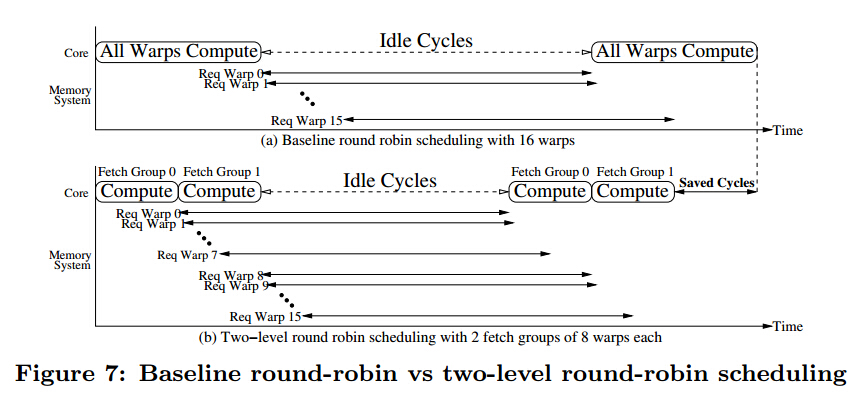 Core All Warps Compute Idle Cycles All Warps Compute
Req Warp 0
Req Warp 1
Memory
System
Req Warp 15
Time
(a) Baseline round robin scheduling with 16 warps
Fetch Group 0 Fetch Group 1 Fetch Group 0 Fetch Group 1
Core Compute Compute Idle Cycles Compute Compute Saved Cycles
Req Warp 0
Req Warp 1
Memory
System
Req Warp 7
Req Warp 8
Req Warp 9
Req Warp 15
Time
(b) Two−level round robin scheduling with 2 fetch groups of 8 warps each
Figure 7: Baseline round-robin vs two-level round-robin scheduling